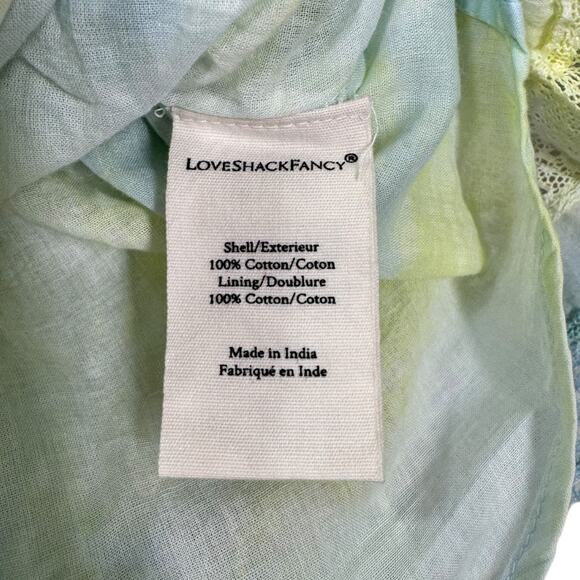 LOVESHACKFANCY®
Shell/Exterieur
100% Cotton/Coton
Lining/Doublure
100% Cotton/Coton
Made in India
Fabriqué en Inde